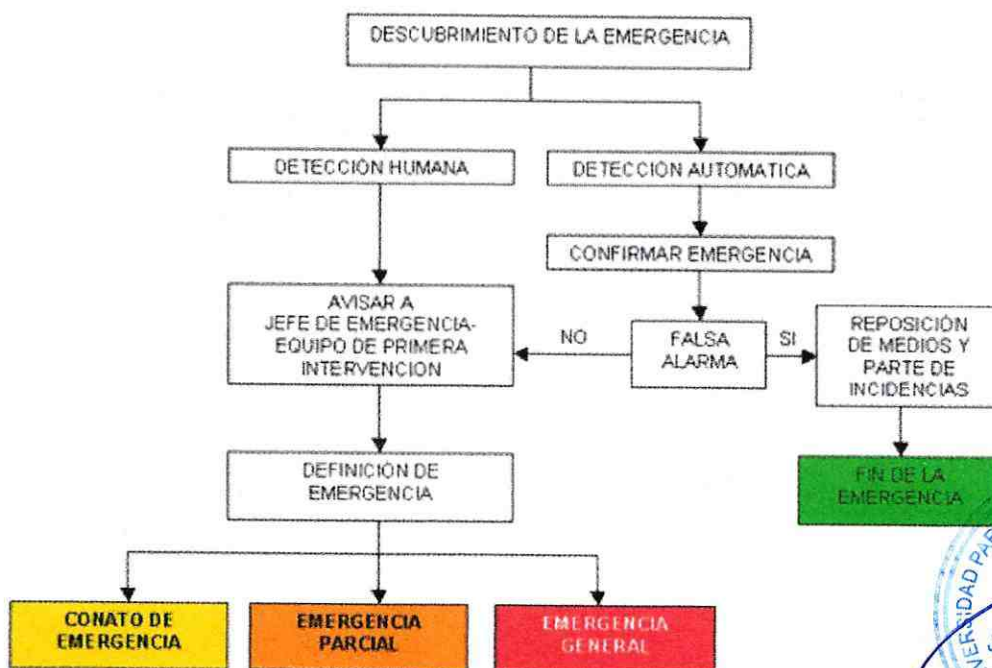 DESCUBRIMIENTO DE LA EMERGENCIA
DETECCIÓN HUMANA
DETECCIÓN AUTOMATICA
CONFIRMAR EMERGENCIA
AVISAR A
JEFE DE EMERGENCIA-
EQUIPO DE PRIMERA
INTERVENCION
NO
FALSA
ALARMA
SI
REPOSICIÓN
DE MEDIOS Y
PARTE DE
INCIDENCIAS
DEFINICIÓN DE
EMERGENCIA
FIN DE LA
EMERGENCIA
CONATO DE
EMERGENCIA
EMERGENCIA
PARCIAL
EMERGENCIA
GENERAL